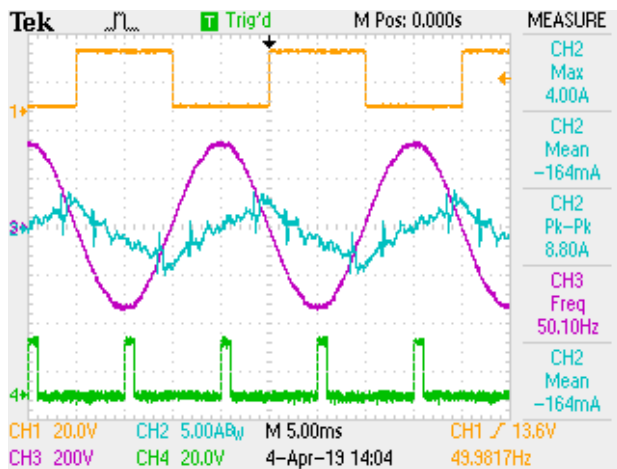 Tek T Trig'd M Pos: 0.000s MEASURE
CH2
Max
4.00A
CH2
Mean
-164mA
CH2
Pk-Pk
8.80A
CH3
Freq
50.10Hz
CH2
Mean
-164mA
1
3
4
CH1 20.0V CH2 5.00ABW M 5.00ms CH1 / 13.6V
CH3 200V CH4 20.0V 4-Apr-19 14:04 49.9817Hz